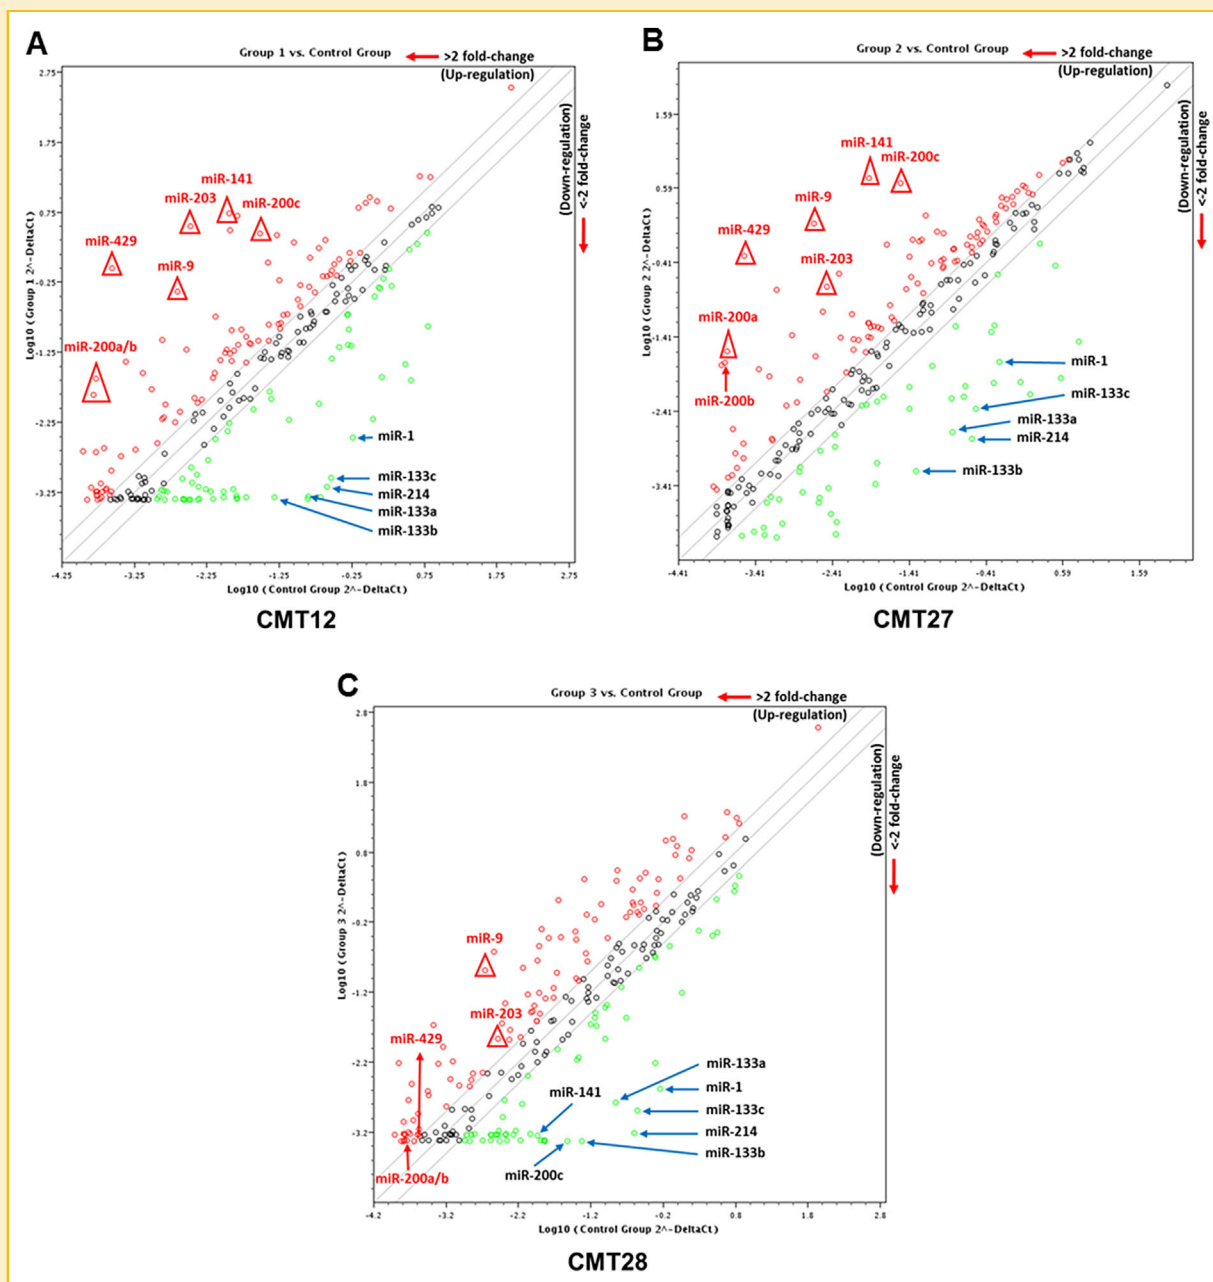 A
Group 1 vs. Control Group
>2 fold-change
(Up-regulation)
(Down-regulation)
<-2 fold-change
2.75
1.75
0.75
-0.25
-1.25
-2.25
-3.25
Log10 (Group 1 2^-DeltaCt)
miR-141
miR-203
miR-200c
miR-429
miR-9
miR-200a/b
miR-1
miR-133c
miR-214
miR-133a
miR-133b
-4.25
-3.25
-2.25
-1.25
-0.25
0.75
1.75
2.75
Log10 (Control Group 2^-DeltaCt)
CMT12
B
Group 2 vs. Control Group
>2 fold-change
(Up-regulation)
(Down-regulation)
<-2 fold-change
1.59
0.59
-0.41
-1.41
-2.41
-3.41
Log10 (Group 2 2^-DeltaCt)
miR-141
miR-200c
miR-9
miR-429
miR-203
miR-200a
miR-200b
miR-1
miR-133c
miR-133a
miR-214
miR-133b
-4.41
-3.41
-2.41
-1.41
-0.41
0.59
1.59
Log10 (Control Group 2^-DeltaCt)
CMT27
C
Group 3 vs. Control Group
>2 fold-change
(Up-regulation)
(Down-regulation)
<-2 fold-change
2.8
1.8
0.8
-0.2
-1.2
-2.2
-3.2
Log10 (Group 3 2^-DeltaCt)
miR-9
miR-203
miR-429
miR-133a
miR-141
miR-1
miR-133c
miR-214
miR-133b
miR-200c
miR-200a/b
-4.2
-3.2
-2.2
-1.2
-0.2
0.8
1.8
2.8
Log10 (Control Group 2^-DeltaCt)
CMT28